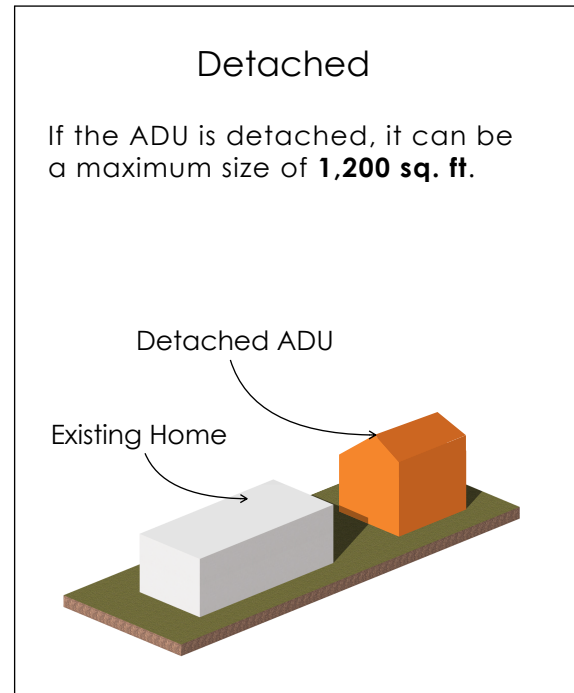 Detached
If the ADU is detached, it can be
a maximum size of 1,200 sq. ft.
Detached ADU
Existing Home